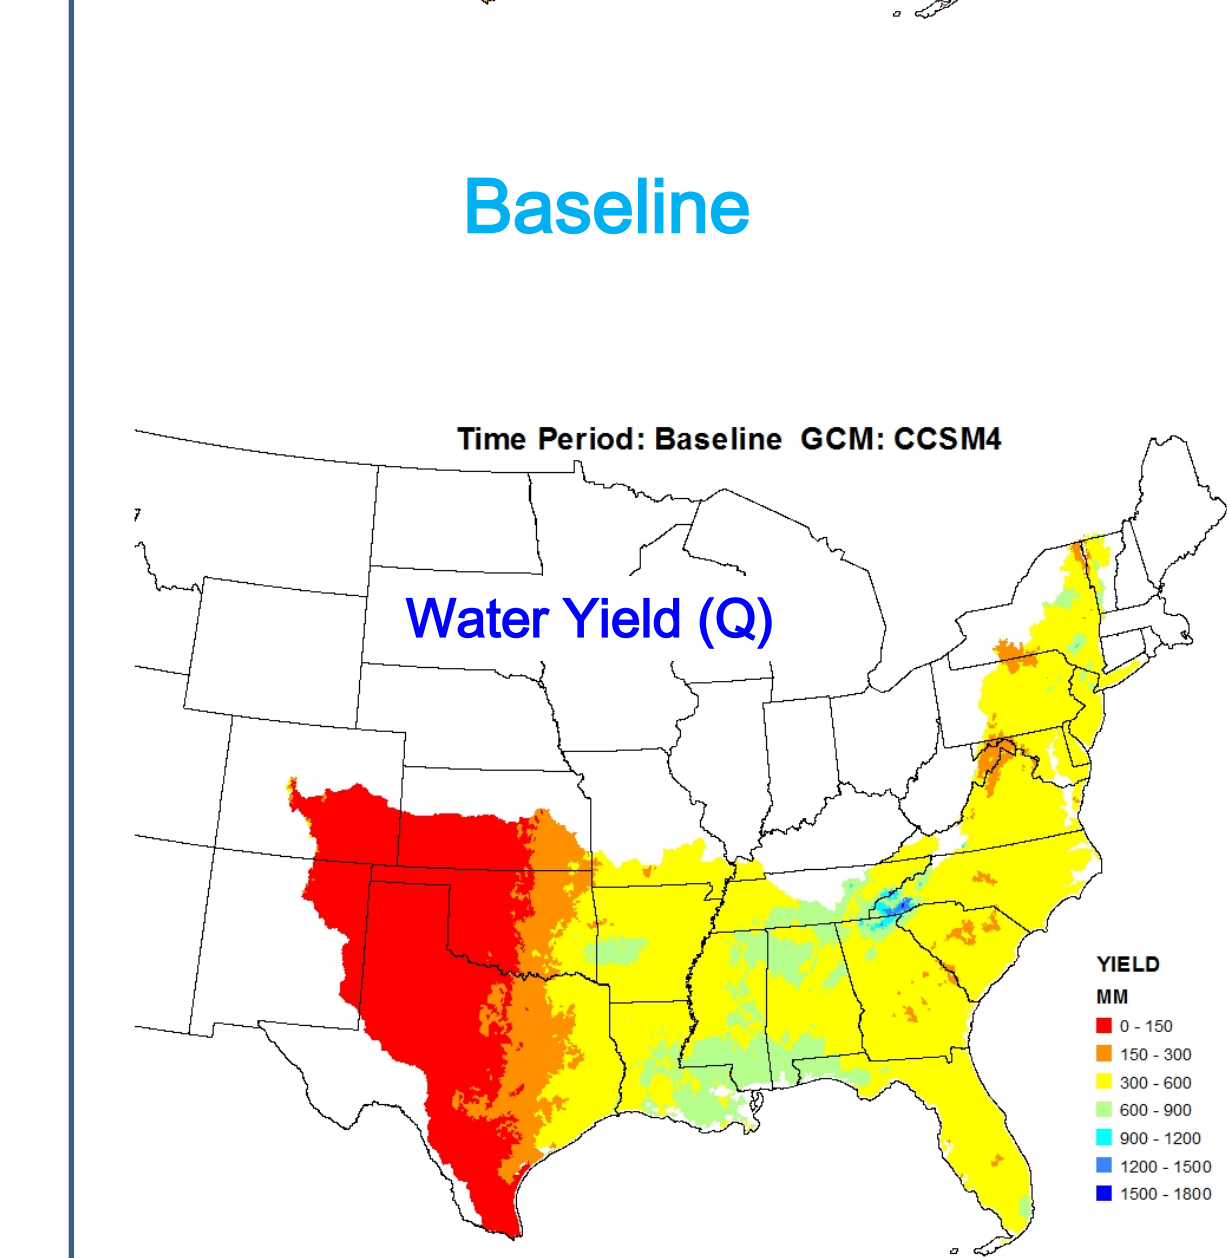 Baseline
Time Period: Baseline  GCM: CCSM4
Water Yield (Q)
YIELD
MM
0 - 150
150 - 300
300 - 600
600 - 900
900 - 1200
1200 - 1500
1500 - 1800